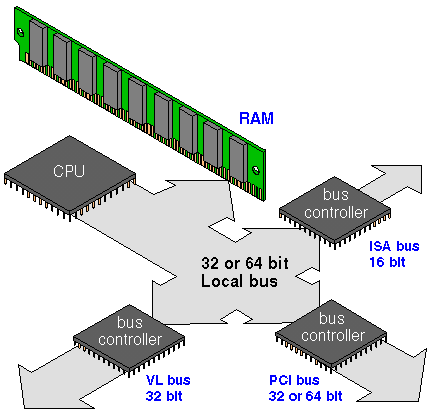 RAM
CPU
bus
controller
ISA bus
16 bit
32 or 64 bit
Local bus
bus
controller
VL bus
32 bit
bus
controller
PCI bus
32 or 64 bit